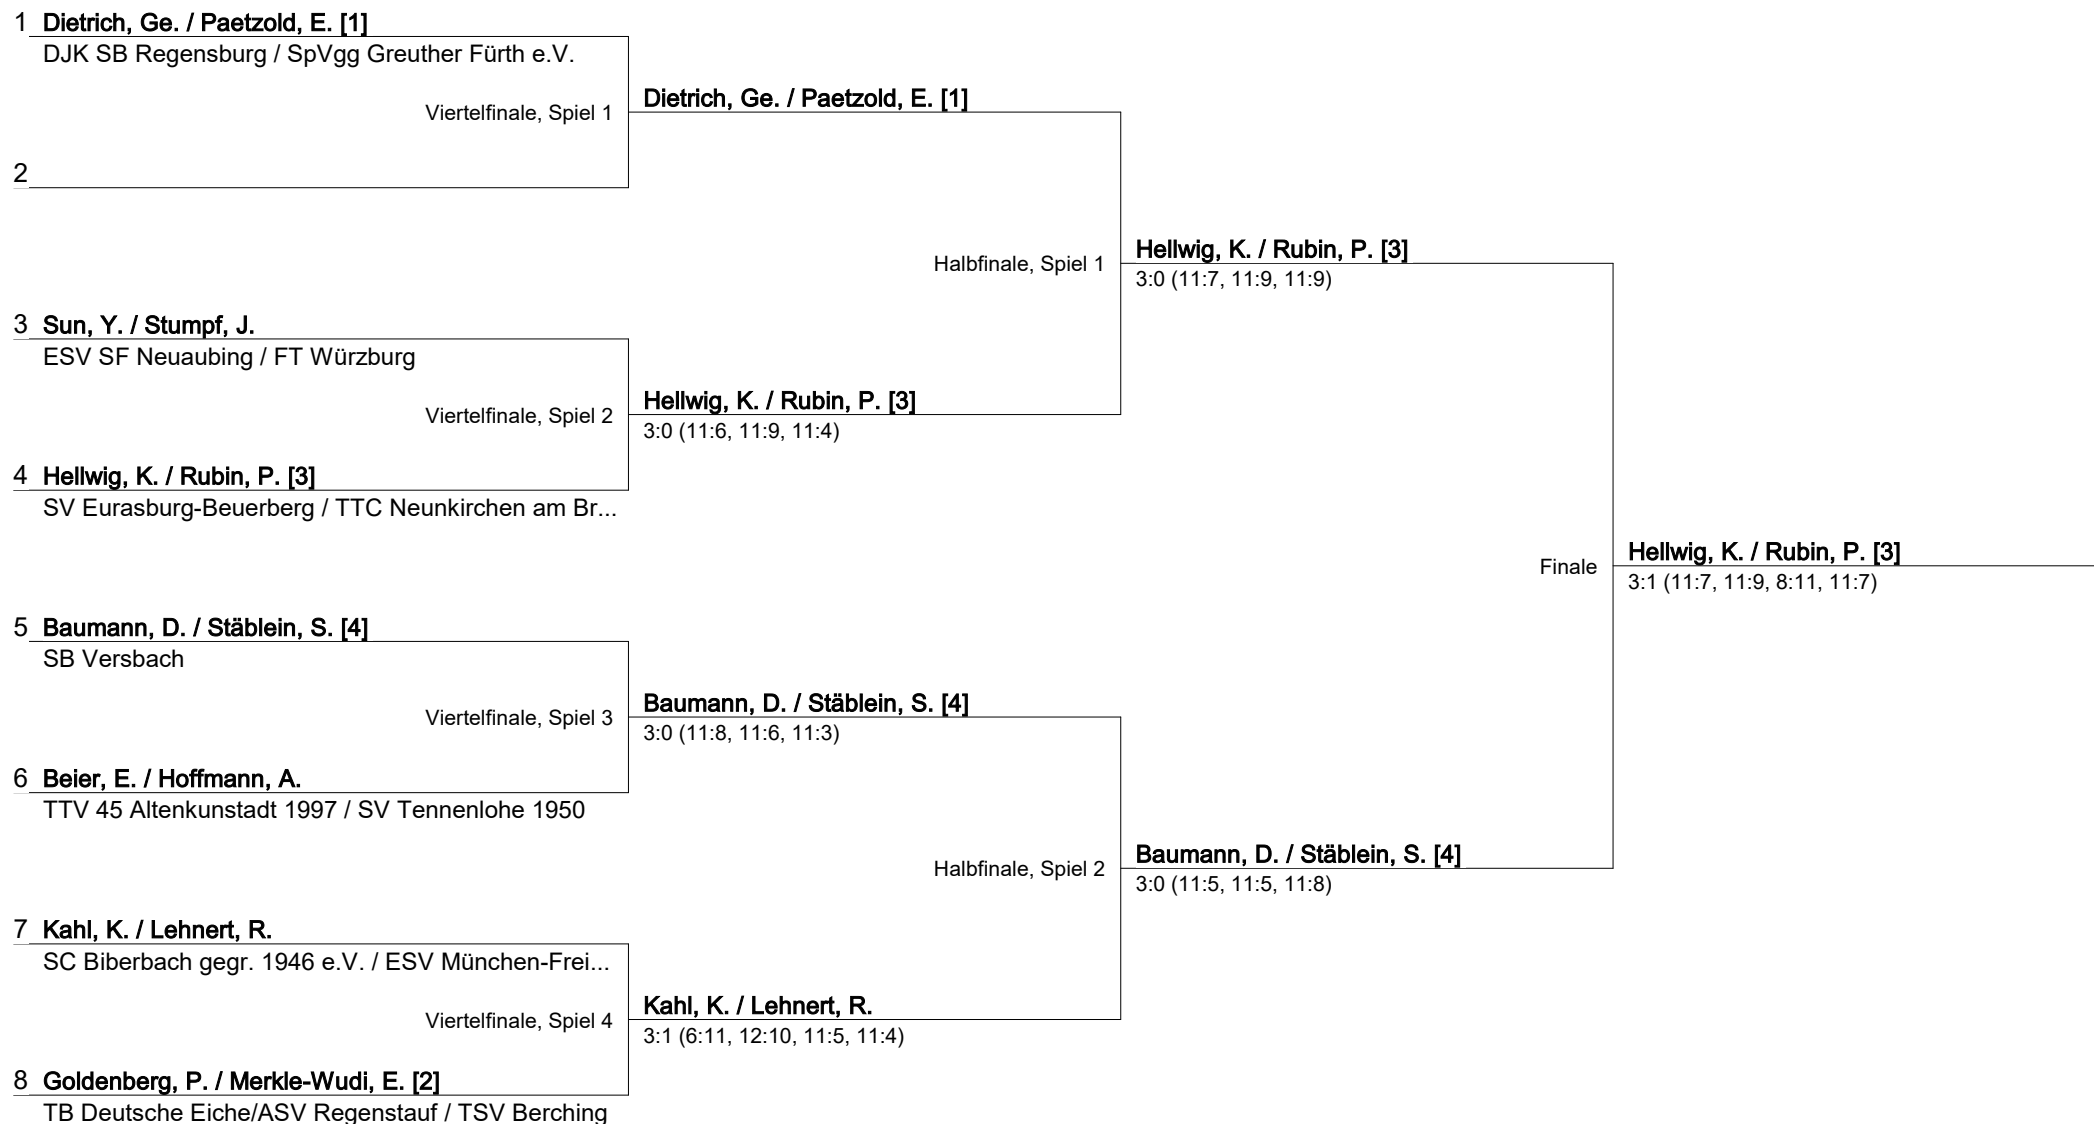 1 Dietrich, Ge. / Paetzold, E. [1]
DJK SB Regensburg / SpVgg Greuther Fürth e.V.
Viertelfinale, Spiel 1
Dietrich, Ge. / Paetzold, E. [1]
2
Halbfinale, Spiel 1
Hellwig, K. / Rubin, P. [3]
3:0 (11:7, 11:9, 11:9)
3 Sun, Y. / Stumpf, J.
ESV SF Neuaubing / FT Würzburg
Viertelfinale, Spiel 2
Hellwig, K. / Rubin, P. [3]
3:0 (11:6, 11:9, 11:4)
4 Hellwig, K. / Rubin, P. [3]
SV Eurasburg-Beuerberg / TTC Neunkirchen am Br...
Finale
Hellwig, K. / Rubin, P. [3]
3:1 (11:7, 11:9, 8:11, 11:7)
5 Baumann, D. / Stäblein, S. [4]
SB Versbach
Viertelfinale, Spiel 3
Baumann, D. / Stäblein, S. [4]
3:0 (11:8, 11:6, 11:3)
6 Beier, E. / Hoffmann, A.
TTV 45 Altenkunstadt 1997 / SV Tennenlohe 1950
Halbfinale, Spiel 2
Baumann, D. / Stäblein, S. [4]
3:0 (11:5, 11:5, 11:8)
7 Kahl, K. / Lehnert, R.
SC Biberbach gegr. 1946 e.V. / ESV München-Frei...
Viertelfinale, Spiel 4
Kahl, K. / Lehnert, R.
3:1 (6:11, 12:10, 11:5, 11:4)
8 Goldenberg, P. / Merkle-Wudi, E. [2]
TB Deutsche Eiche/ASV Regenstauf / TSV Berching